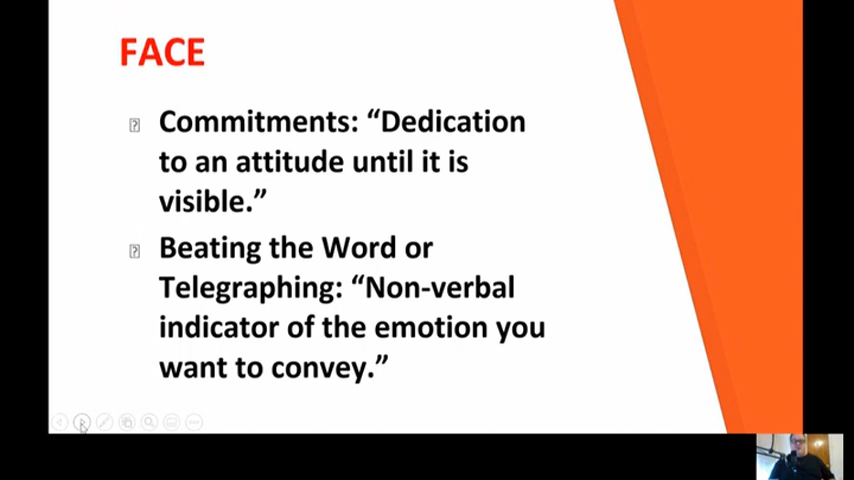 FACE
Commitments: “Dedication
to an attitude until it is
visible.”
Beating the Word or
Telegraphing: “Non-verbal
indicator of the emotion you
want to convey.”